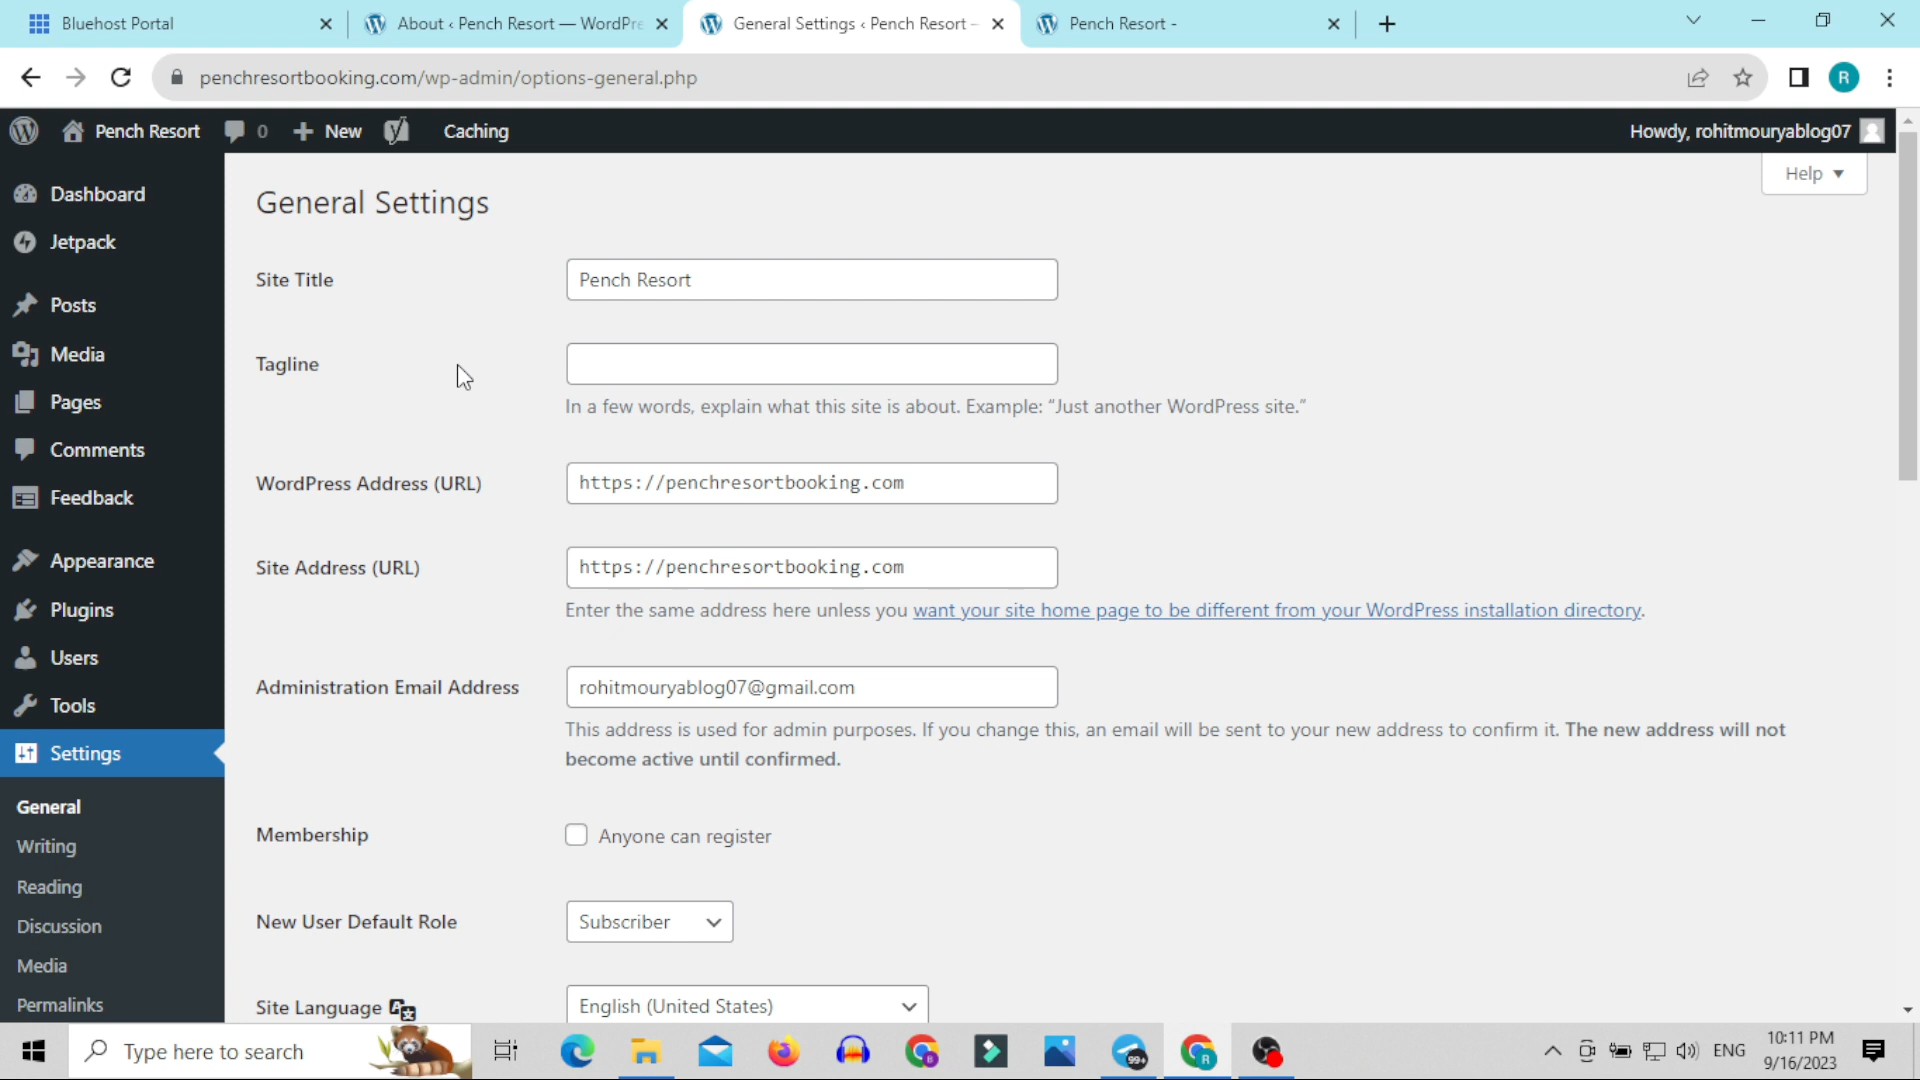 Bluehost Portal
About ‹ Pench Resort — WordPre
General Settings ‹ Pench Resort –
Pench Resort -
penchresortbooking.com/wp-admin/options-general.php
R
Pench Resort
0
New
Caching
Howdy, rohitmouryablog07
Help
Dashboard
Jetpack
Posts
Media
Pages
Comments
Feedback
Appearance
Plugins
Users
Tools
Settings
General
Writing
Reading
Discussion
Media
Permalinks
General Settings
Site Title
Pench Resort
Tagline
In a few words, explain what this site is about. Example: “Just another WordPress site.”
WordPress Address (URL)
https://penchresortbooking.com
Site Address (URL)
https://penchresortbooking.com
Enter the same address here unless you want your site home page to be different from your WordPress installation directory.
Administration Email Address
rohitmouryablog07@gmail.com
This address is used for admin purposes. If you change this, an email will be sent to your new address to confirm it. The new address will not
become active until confirmed.
Membership
Anyone can register
New User Default Role
Subscriber
Site Language
English (United States)
Type here to search
99+
ENG
10:11 PM
9/16/2023